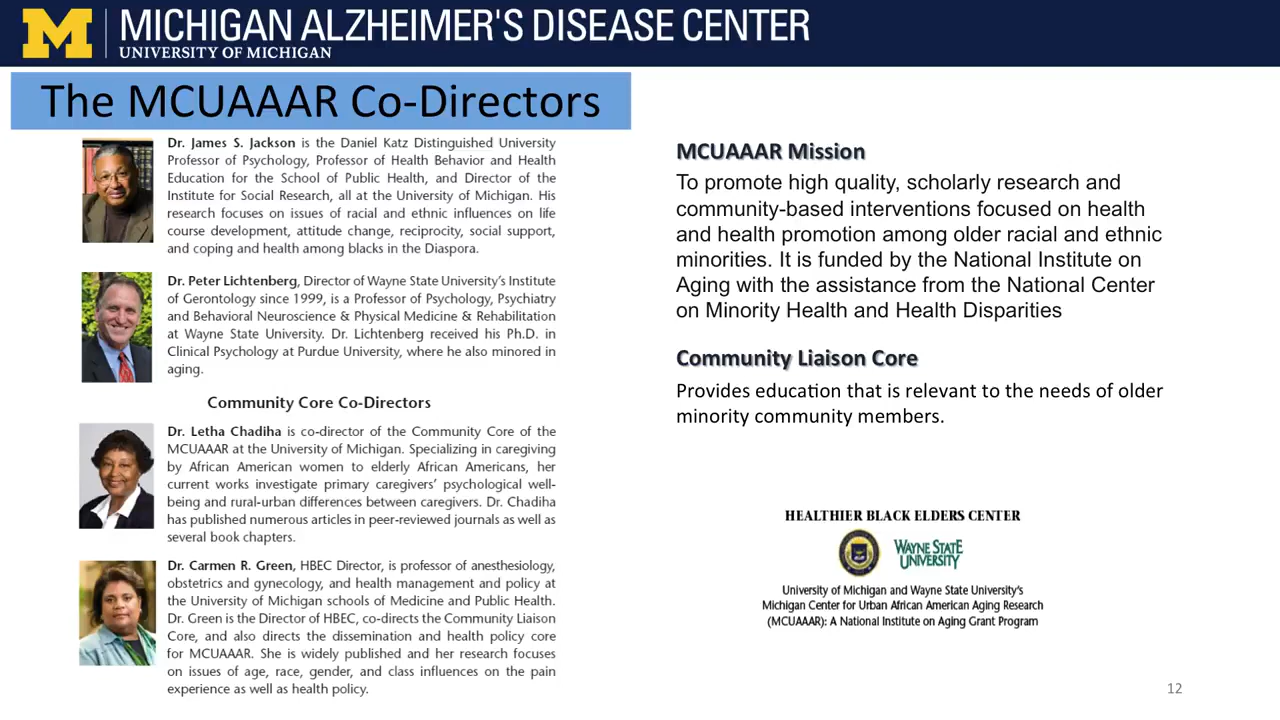 M
MICHIGAN ALZHEIMER'S DISEASE CENTER
UNIVERSITY OF MICHIGAN
The MCUAAAR Co-Directors
Dr. James S. Jackson is the Daniel Katz Distinguished University
Professor of Psychology, Professor of Health Behavior and Health
Education for the School of Public Health, and Director of the
Institute for Social Research, all at the University of Michigan. His
research focuses on issues of racial and ethnic influences on life
course development, attitude change, reciprocity, social support,
and coping and health among blacks in the Diaspora.
Dr. Peter Lichtenberg, Director of Wayne State University's Institute
of Gerontology since 1999, is a Professor of Psychology, Psychiatry
and Behavioral Neuroscience & Physical Medicine & Rehabilitation
at Wayne State University. Dr. Lichtenberg received his Ph.D. in
Clinical Psychology at Purdue University, where he also minored in
aging.
Community Core Co-Directors
Dr. Letha Chadiha is co-director of the Community Core of the
MCUAAAR at the University of Michigan. Specializing in caregiving
by African American women to elderly African Americans, her
current works investigate primary caregivers' psychological well-
being and rural-urban differences between caregivers. Dr. Chadiha
has published numerous articles in peer-reviewed journals as well as
several book chapters.
Dr. Carmen R. Green, HBEC Director, is professor of anesthesiology,
obstetrics and gynecology, and health management and policy at
the University of Michigan schools of Medicine and Public Health.
Dr. Green is the Director of HBEC, co-directs the Community Liaison
Core, and also directs the dissemination and health policy core
for MCUAAAR. She is widely published and her research focuses
on issues of age, race, gender, and class influences on the pain
experience as well as health policy.
MCUAAAR Mission
To promote high quality, scholarly research and
community-based interventions focused on health
and health promotion among older racial and ethnic
minorities. It is funded by the National Institute on
Aging with the assistance from the National Center
on Minority Health and Health Disparities
Community Liaison Core
Provides education that is relevant to the needs of older
minority community members.
HEALTHIER BLACK ELDERS CENTER
WAYNE STATE
UNIVERSITY
University of Michigan and Wayne State University's
Michigan Center for Urban African American Aging Research
(MCUAAAR): A National Institute on Aging Grant Program
12